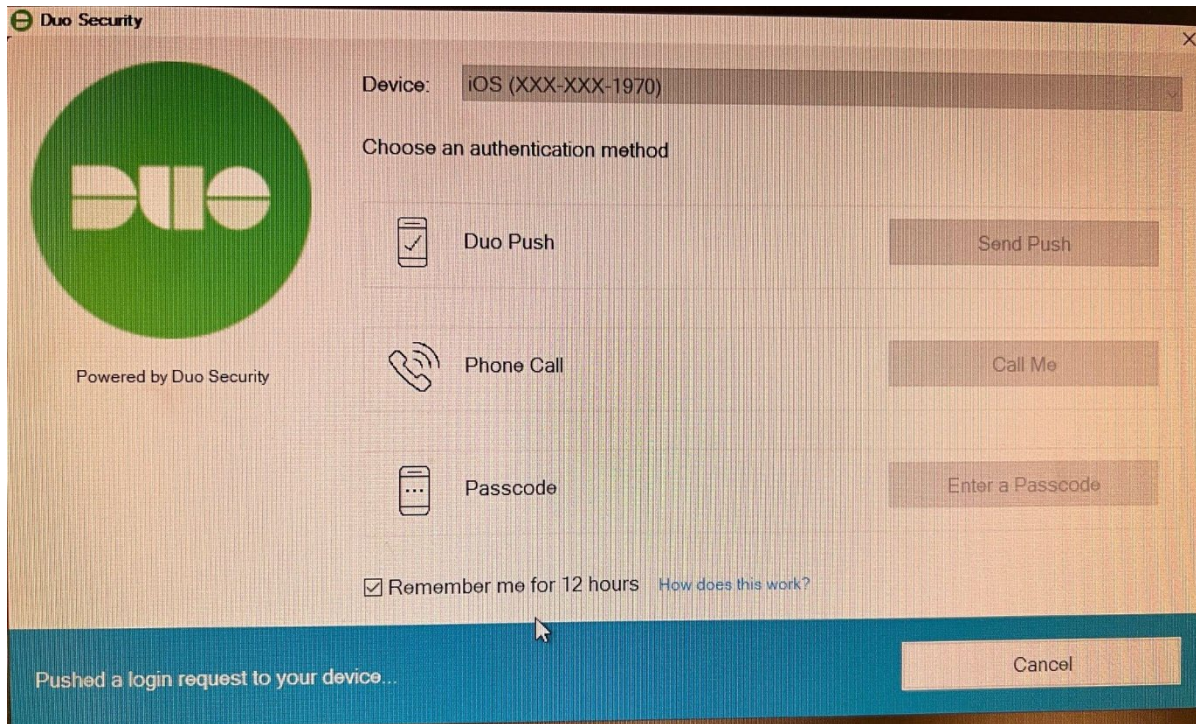 Duo Security
Device: iOS (XXX-XXX-1970)
Choose an authentication method
DUO
Duo Push Send Push
Phone Call Call Me
Powered by Duo Security
Passcode Enter a Passcode
Remember me for 12 hours How does this work?
Pushed a login request to your device... Cancel